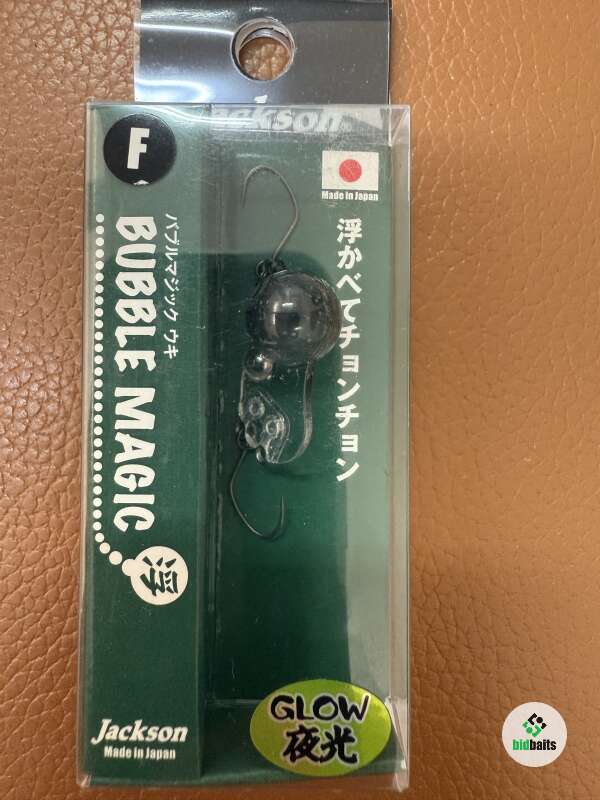 Jackson
F
Made in Japan
バブルマジック ウキ
BUBBLE MAGIC
浮
浮かべてチョンチョン
Jackson
Made in Japan
GLOW
夜光
bidbaits